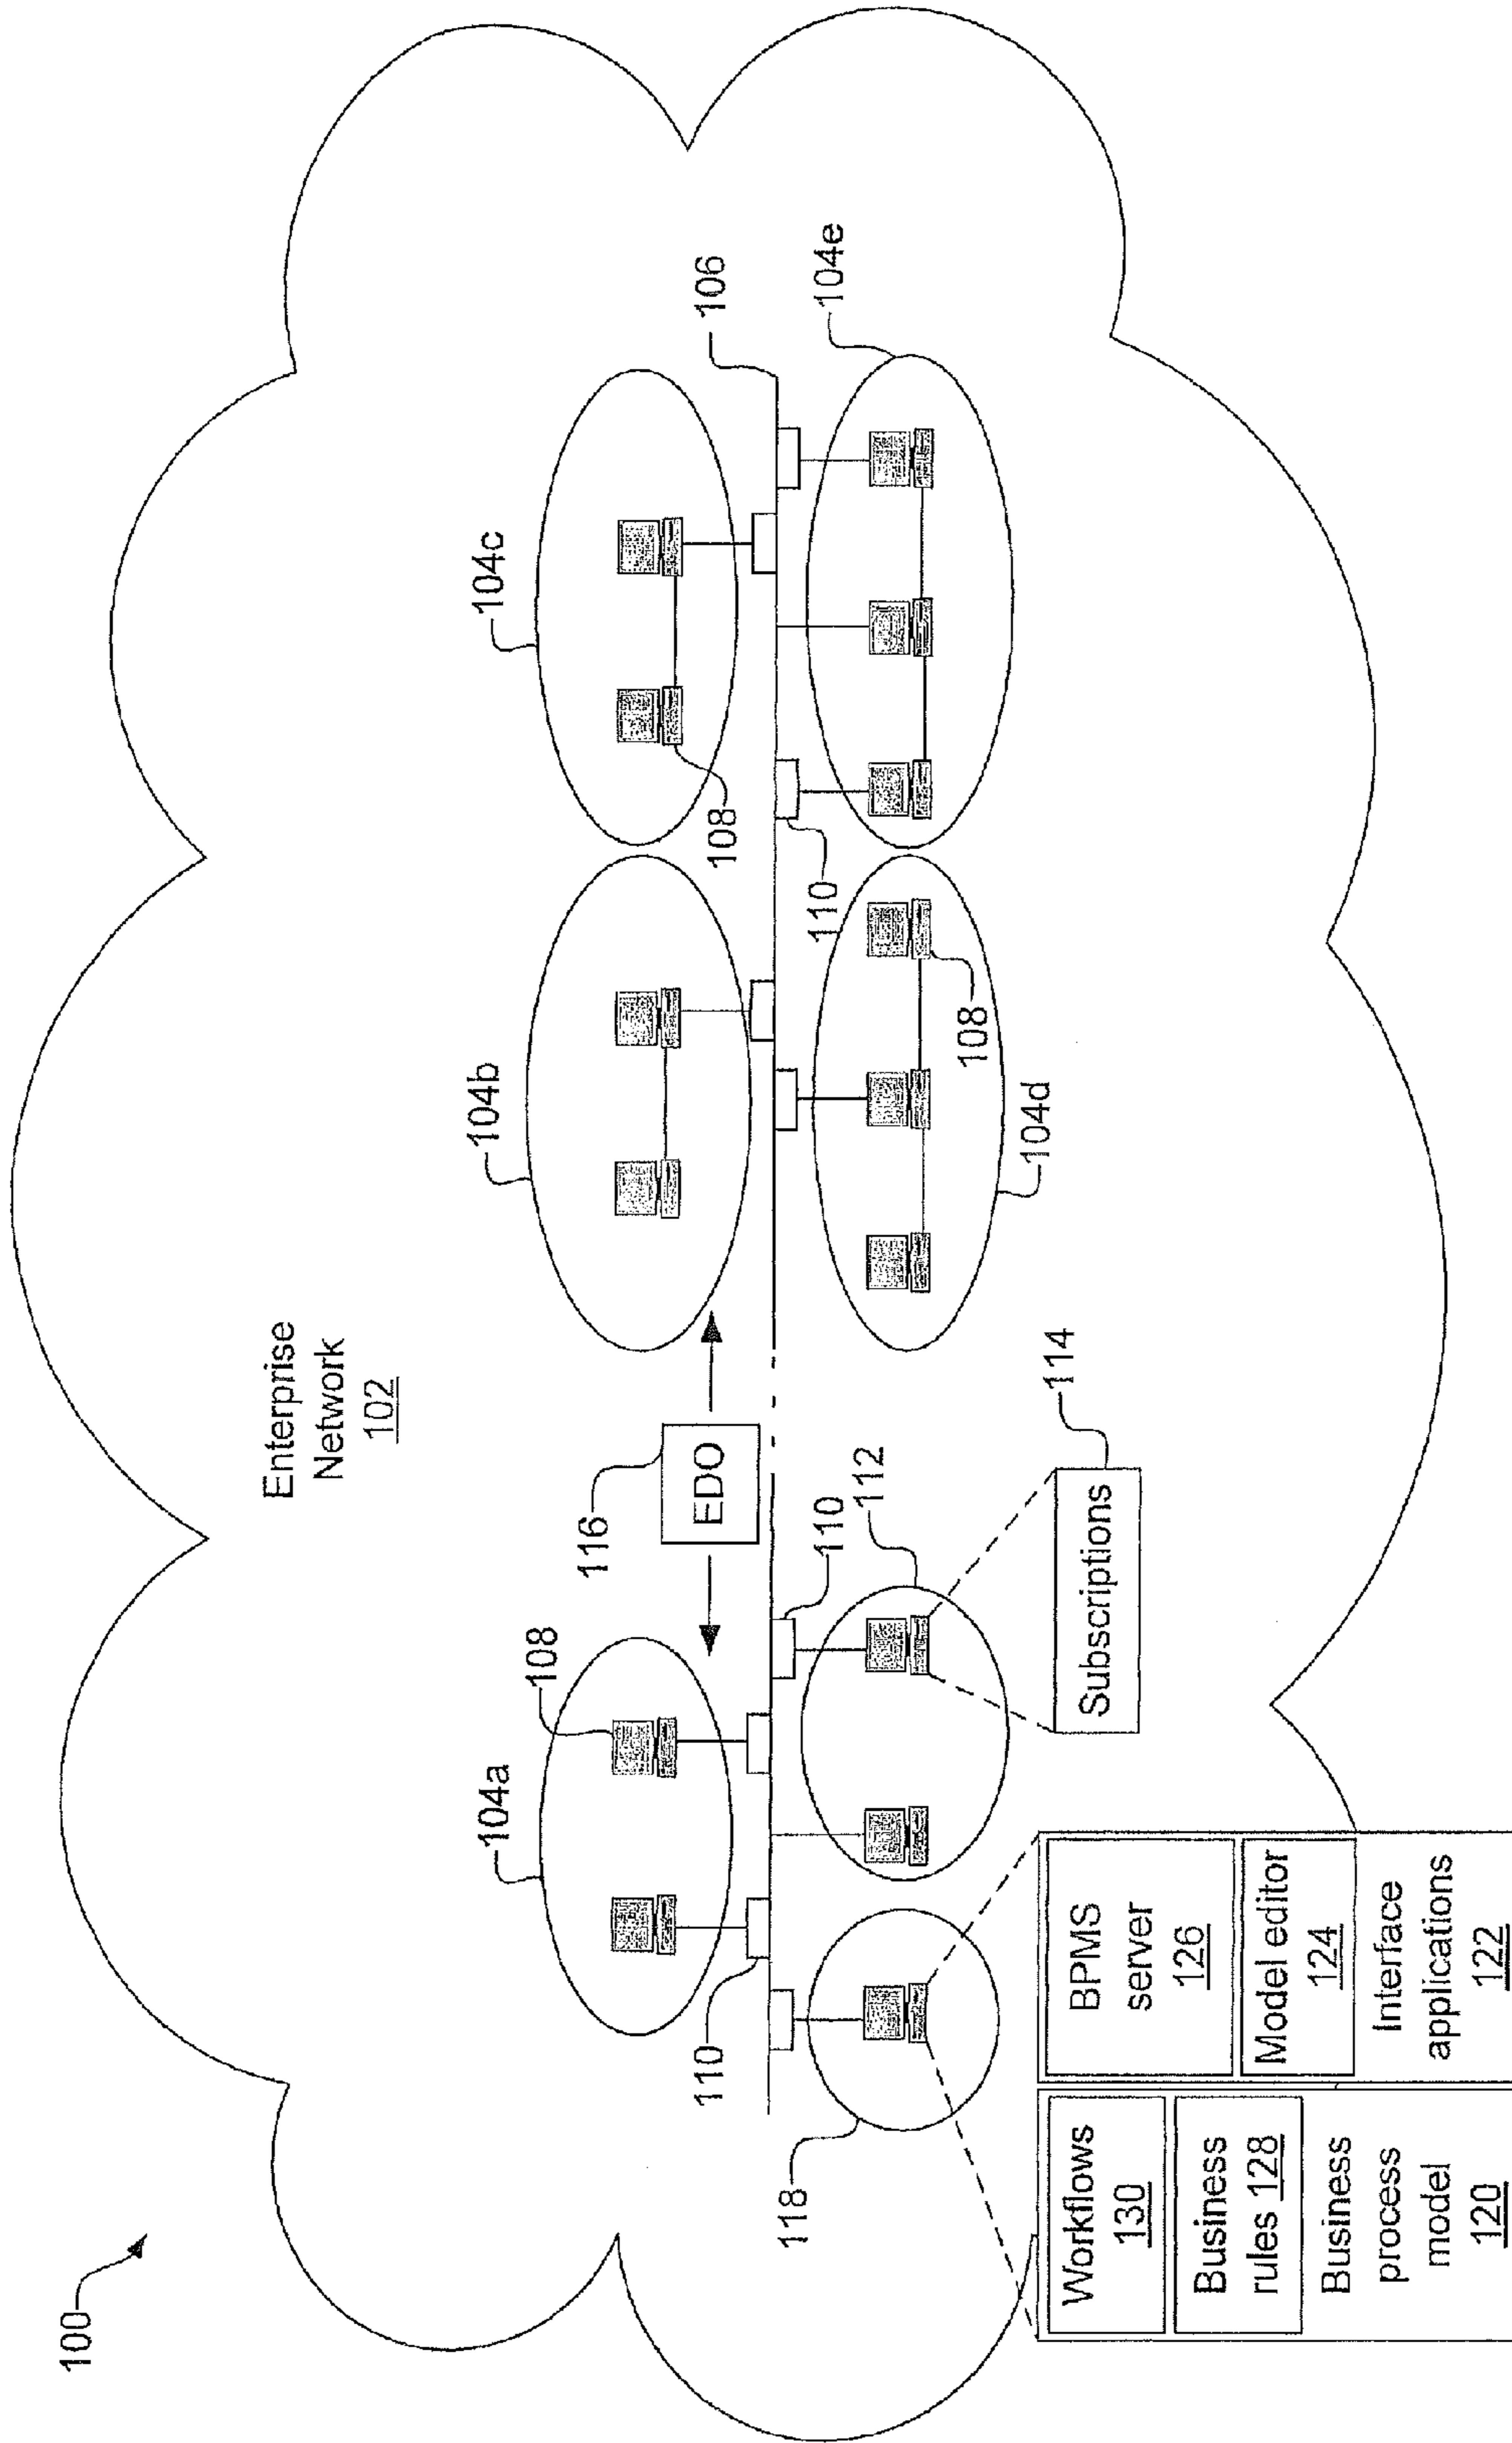 100
Enterprise
Network
102
104a
104b
104c
108
116
EDO
108
106
110
110
112
110
104e
118
108
104d
114
Subscriptions
Workflows
130
Business
rules 128
Business
process
model
120
BPMS
server
126
Model editor
124
Interface
applications
122